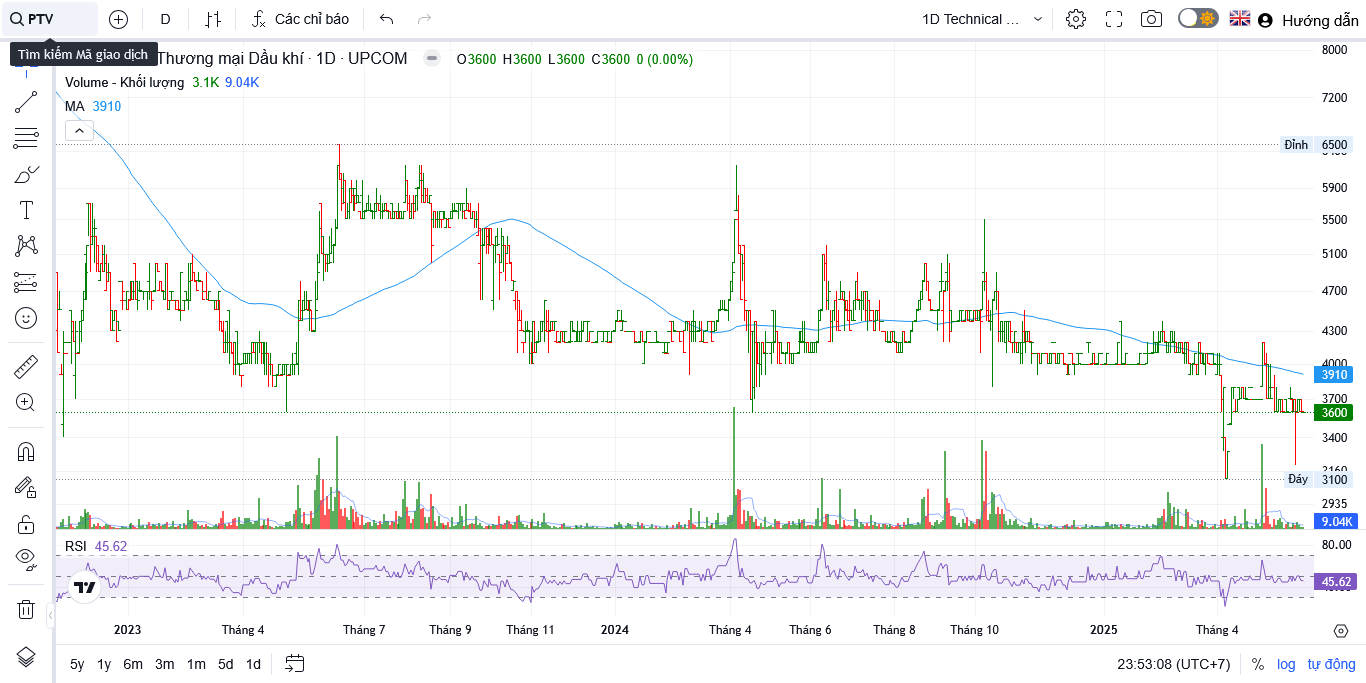 PTV
D
Các chỉ báo
1D Technical ...
Hướng dẫn
Tìm kiếm Mã giao dịch
Thương mại Dầu khí · 1D · UPCOM
O3600 H3600 L3600 C3600 0 (0.00%)
Volume - Khối lượng 3.1K 9.04K
MA 3910
8000
7200
Đỉnh 6500
5900
5500
5100
4700
4300
4000
3910
3700
3600
3400
3160
Đáy 3100
2935
9.04K
RSI 45.62
80.00
45.62
2023 Tháng 4 Tháng 7 Tháng 9 Tháng 11 2024 Tháng 4 Tháng 6 Tháng 8 Tháng 10 2025 Tháng 4
5y 1y 6m 3m 1m 5d 1d
23:53:08 (UTC+7) % log tự động